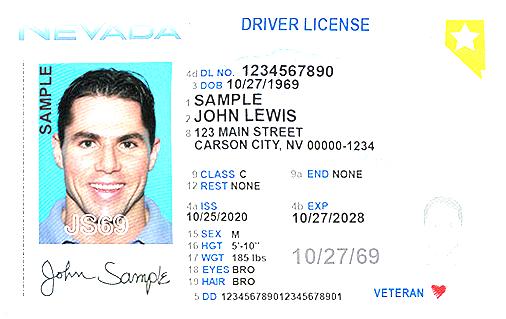 NEVADA
DRIVER LICENSE
SAMPLE
4d DL NO. 1234567890
3 DOB 10/27/1969
1 SAMPLE
2 JOHN LEWIS
8 123 MAIN STREET
CARSON CITY, NV 00000-1234
9 CLASS C 9a END NONE
12 REST NONE
4a ISS 4b EXP
10/25/2020 10/27/2028
15 SEX M
16 HGT 5'-10"
17 WGT 185 lbs
18 EYES BRO
19 HAIR BRO
5 DD 12345678901234567890​1
JS69
10/27/69
John Sample
VETERAN